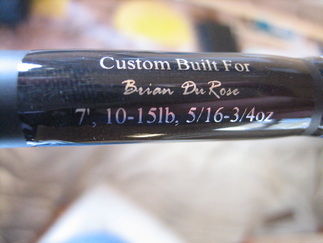 Custom Built For
Brian DuRose
7', 10-15lb, 5/16-3/4oz